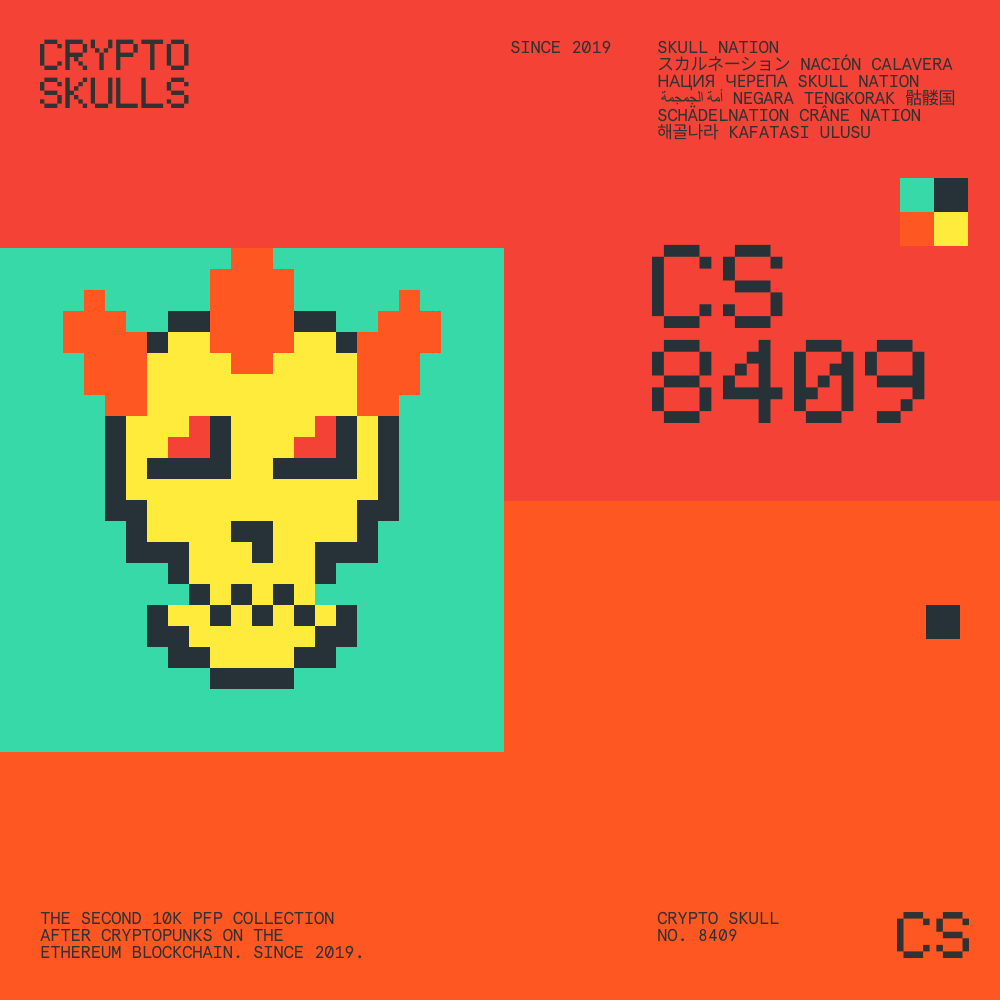 CRYPTO
SKULLS
SINCE 2019
SKULL NATION
スカルネーション NACIÓN CALAVERA
НАЦИЯ ЧЕРЕПА SKULL NATION
أمة الجمجمة NEGARA TENGKORAK 骷髅国
SCHÄDELNATION CRÂNE NATION
해골나라 KAFATASI ULUSU
CS
8409
THE SECOND 10K PFP COLLECTION
AFTER CRYPTOPUNKS ON THE
ETHEREUM BLOCKCHAIN. SINCE 2019.
CRYPTO SKULL
NO. 8409
CS